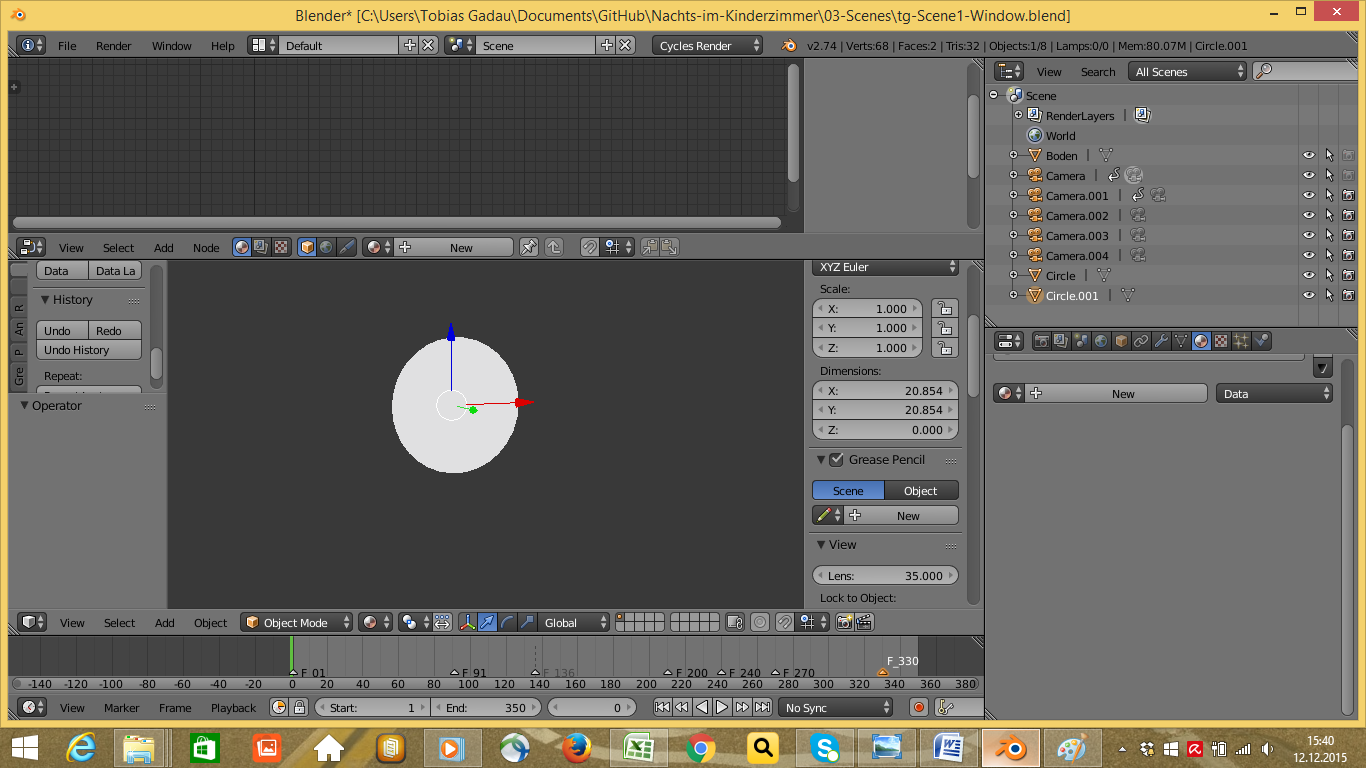 Blender* [C:\Users\Tobias Gadau\Documents\GitHub\Nachts-im-Kinderzimmer\03-Scenes\tg-Scene1-Window.blend]
File Render Window Help Default Scene Cycles Render v2.74 | Verts:68 | Faces:2 | Tris:32 | Objects:1/8 | Lamps:0/0 | Mem:80.07M | Circle.001
View Search All Scenes
Scene
RenderLayers
World
Boden
Camera
Camera.001
Camera.002
Camera.003
Camera.004
Circle
Circle.001
View Select Add Node New
Data Data La
History
Undo Redo
Undo History
Repeat:
Operator
R
An
P
Gre
XYZ Euler
Scale:
X: 1.000
Y: 1.000
Z: 1.000
Dimensions:
X: 20.854
Y: 20.854
Z: 0.000
Grease Pencil
Scene Object
New
View
Lens: 35.000
Lock to Object:
New Data
View Select Add Object Object Mode Global
F_01 F_91 F_136 F_200 F_240 F_270 F_330
-140 -120 -100 -80 -60 -40 -20 0 20 40 60 80 100 120 140 160 180 200 220 240 260 280 300 320 340 360 380
View Marker Frame Playback Start: 1 End: 350 0 No Sync
15:40
12.12.2015